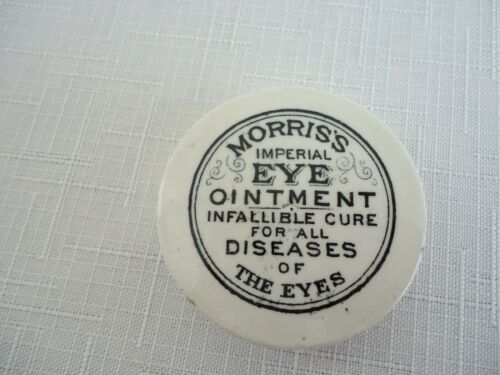 MORRIS'S
IMPERIAL
EYE
OINTMENT
INFALLIBLE CURE
FOR ALL
DISEASES
OF
THE EYES